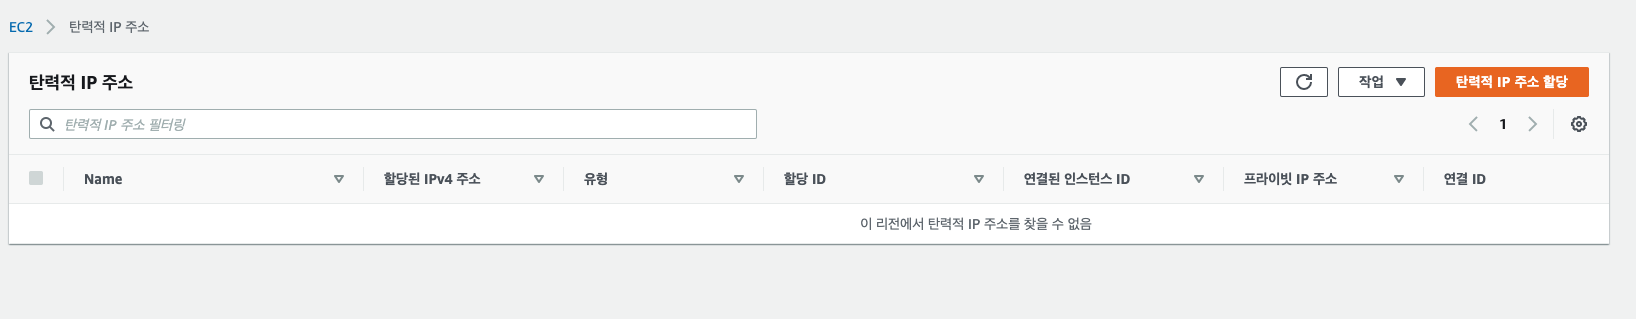 EC2 > 탄력적 IP 주소
탄력적 IP 주소
작업
탄력적 IP 주소 할당
탄력적 IP 주소 필터링
1
Name 할당된 IPv4 주소 유형 할당 ID 연결된 인스턴스 ID 프라이빗 IP 주소 연결 ID
이 리전에서 탄력적 IP 주소를 찾을 수 없음